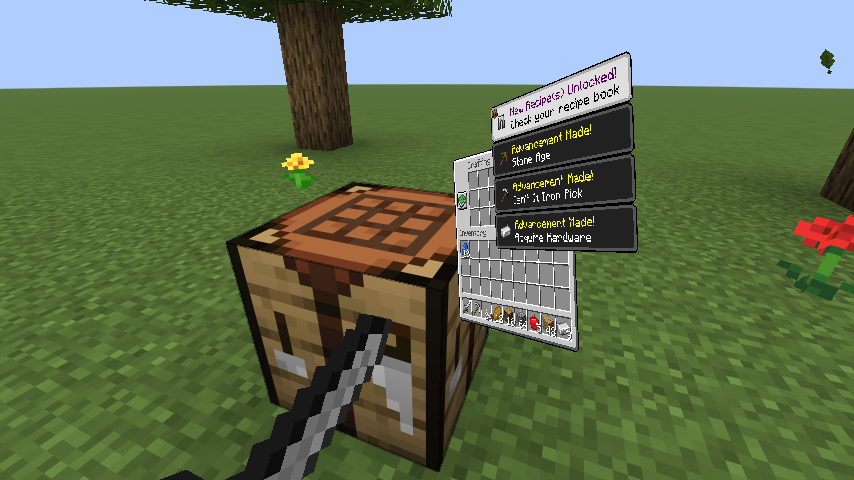 New Recipe(s) Unlocked!
Check your recipe book
Advancement Made!
Stone Age
Advancement Made!
Isn't It Iron Pick
Advancement Made!
Acquire Hardware
Crafting
Inventory